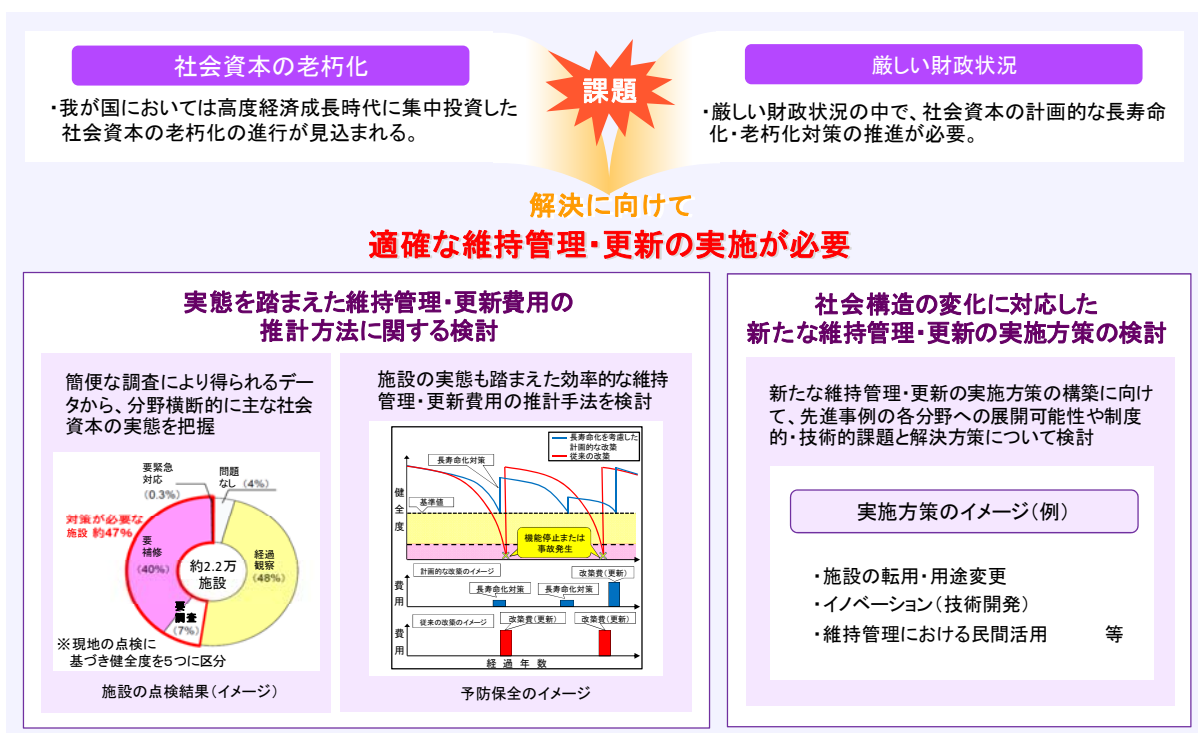 社会資本の老朽化
・我が国においては高度経済成長時代に集中投資した
社会資本の老朽化の進行が見込まれる。
課題
厳しい財政状況
・厳しい財政状況の中で、社会資本の計画的な長寿命
化・老朽化対策の推進が必要。
解決に向けて
適確な維持管理・更新の実施が必要
実態を踏まえた維持管理・更新費用の
推計方法に関する検討
簡便な調査により得られるデー
タから、分野横断的に主な社会
資本の実態を把握
要緊急
対応
(0.3%)
問題
なし (4%)
対策が必要な
施設 約47%
要
補修
(40%)
約2.2万
施設
経過
観察
(48%)
要
調査
(7%)
※現地の点検に
基づき健全度を5つに区分
施設の点検結果(イメージ)
施設の実態も踏まえた効率的な維持
管理・更新費用の推計手法を検討
長寿命化を考慮した
計画的な改築
従来の改築
長寿命化対策
健全度
基準値
機能停止または
事故発生
計画的な改築のイメージ
改築費(更新)
費用
長寿命化対策
長寿命化対策
従来の改築のイメージ
改築費(更新)
改築費(更新)
費用
経過年数
予防保全のイメージ
社会構造の変化に対応した
新たな維持管理・更新の実施方策の検討
新たな維持管理・更新の実施方策の構築に向け
て、先進事例の各分野への展開可能性や制度
的・技術的課題と解決方策について検討
実施方策のイメージ(例)
・施設の転用・用途変更
・イノベーション(技術開発)
・維持管理における民間活用 等